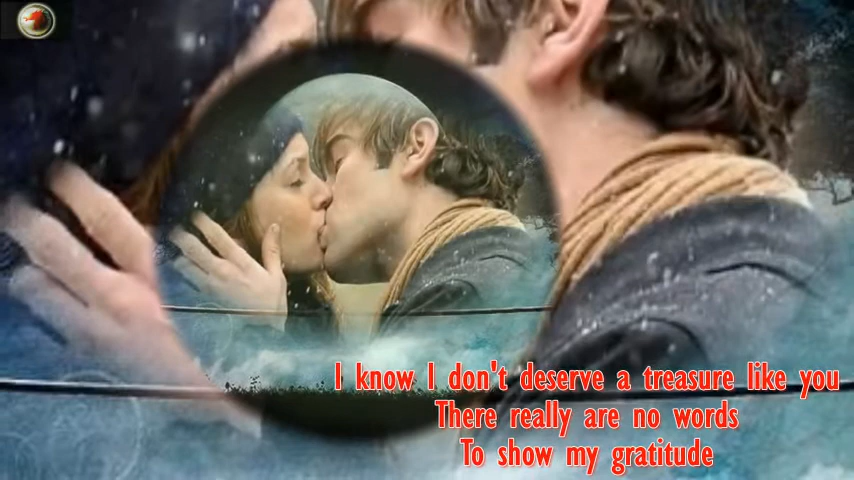 I know I don't deserve a treasure like you
There really are no words
To show my gratitude